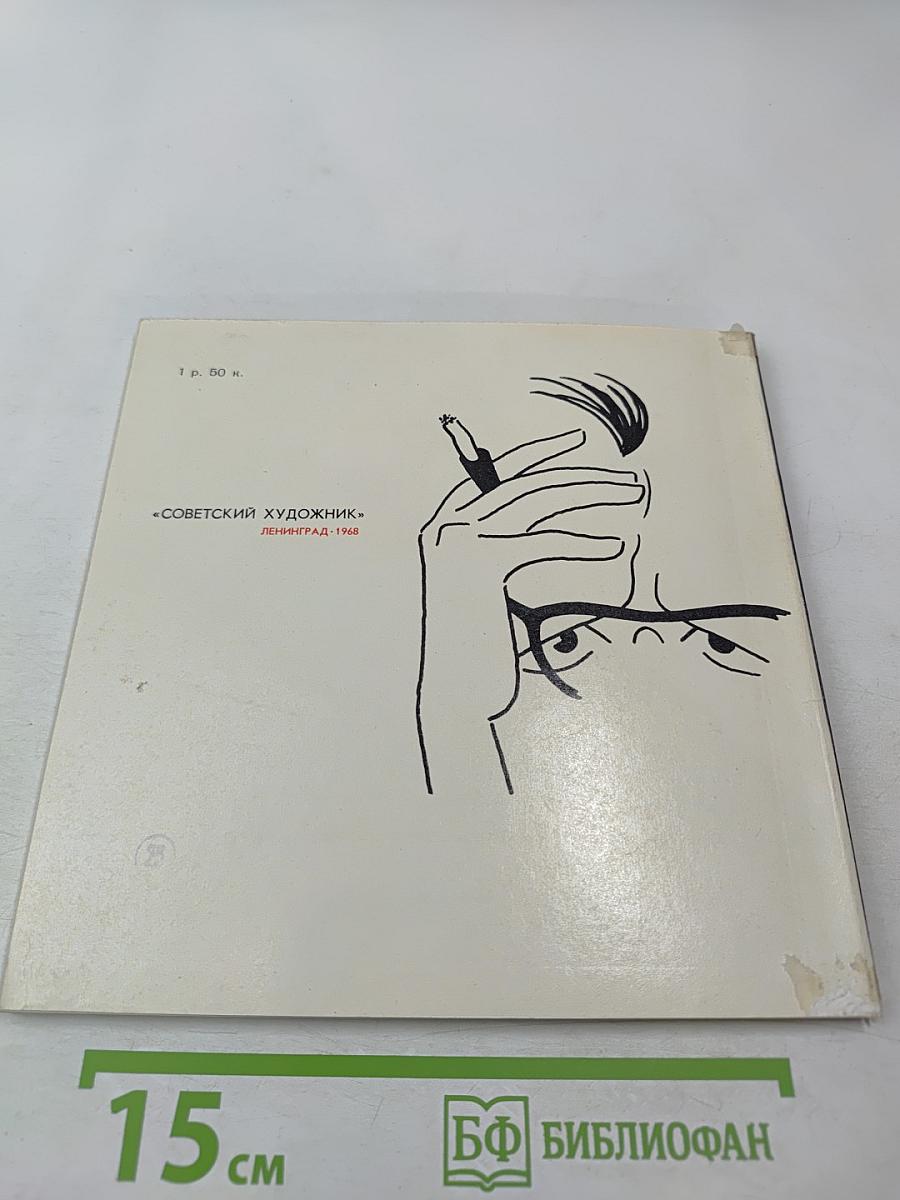 1 р. 50 к.
«СОВЕТСКИЙ ХУДОЖНИК»
ЛЕНИНГРАД · 1968
15 см
БФ БИБЛИОФАН